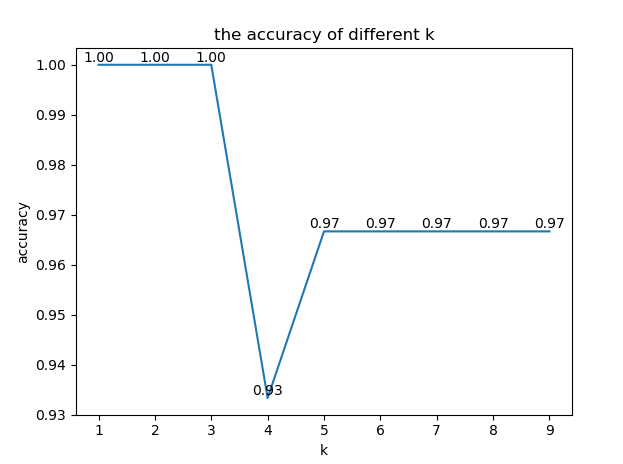 the accuracy of different k
1.00 1.00 1.00
1.00
0.99
0.98
0.97
0.97 0.97 0.97 0.97 0.97
accuracy
0.96
0.95
0.94
0.93
0.93
1 2 3 4 5 6 7 8 9
k